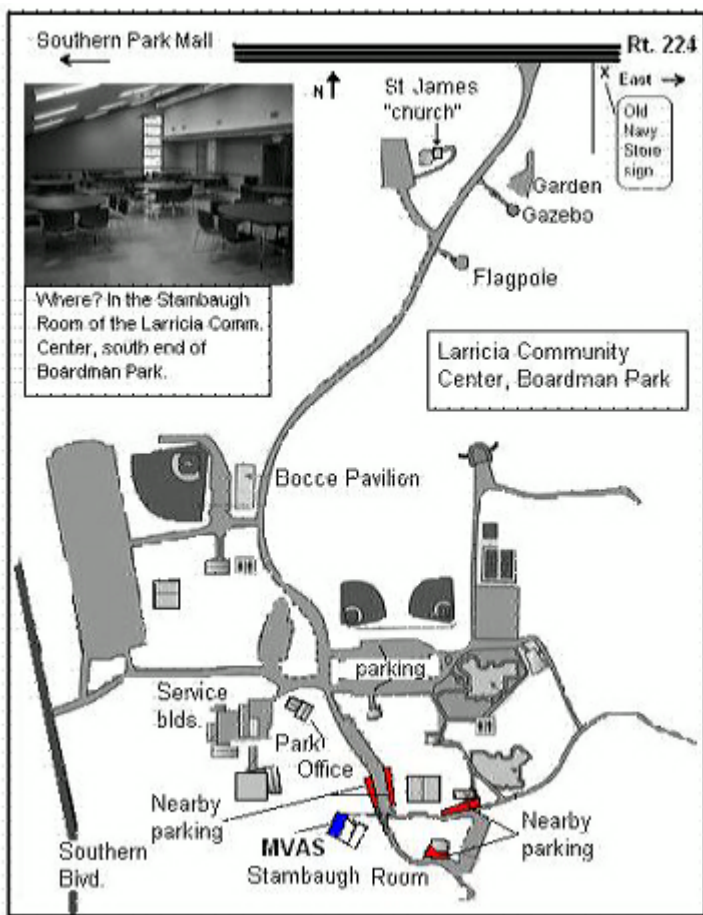 Southern Park Mall
Rt. 224
N
X East
Old
Navy
Store
sign
St James
"church"
Garden
Gazebo
Flagpole
Where? In the Stambaugh
Room of the Larricia Comm.
Center, south end of
Boardman Park.
Larricia Community
Center, Boardman Park
Bocce Pavilion
parking
Service
blds.
Park
Office
Nearby
parking
MVAS
Stambaugh Room
Nearby
parking
Southern
Blvd.